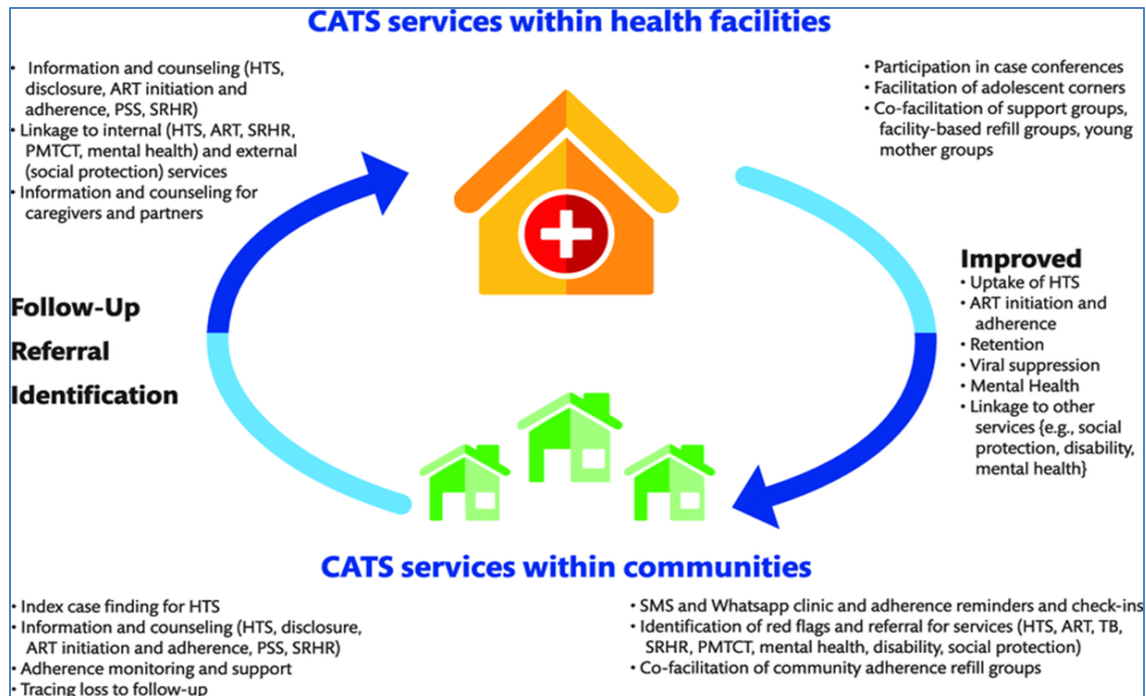 CATS services within health facilities
• Information and counseling (HTS,
disclosure, ART initiation and
adherence, PSS, SRHR)
• Linkage to internal (HTS, ART, SRHR,
PMTCT, mental health) and external
(social protection) services
• Information and counseling for
caregivers and partners
• Participation in case conferences
• Facilitation of adolescent corners
• Co-facilitation of support groups,
facility-based refill groups, young
mother groups
Follow-Up
Referral
Identification
Improved
• Uptake of HTS
• ART initiation and
adherence
• Retention
• Viral suppression
• Mental Health
• Linkage to other
services {e.g., social
protection, disability,
mental health}
CATS services within communities
• Index case finding for HTS
• Information and counseling (HTS, disclosure,
ART initiation and adherence, PSS, SRHR)
• Adherence monitoring and support
• Tracing loss to follow-up
• SMS and Whatsapp clinic and adherence reminders and check-ins
• Identification of red flags and referral for services (HTS, ART, TB,
SRHR, PMTCT, mental health, disability, social protection)
• Co-facilitation of community adherence refill groups